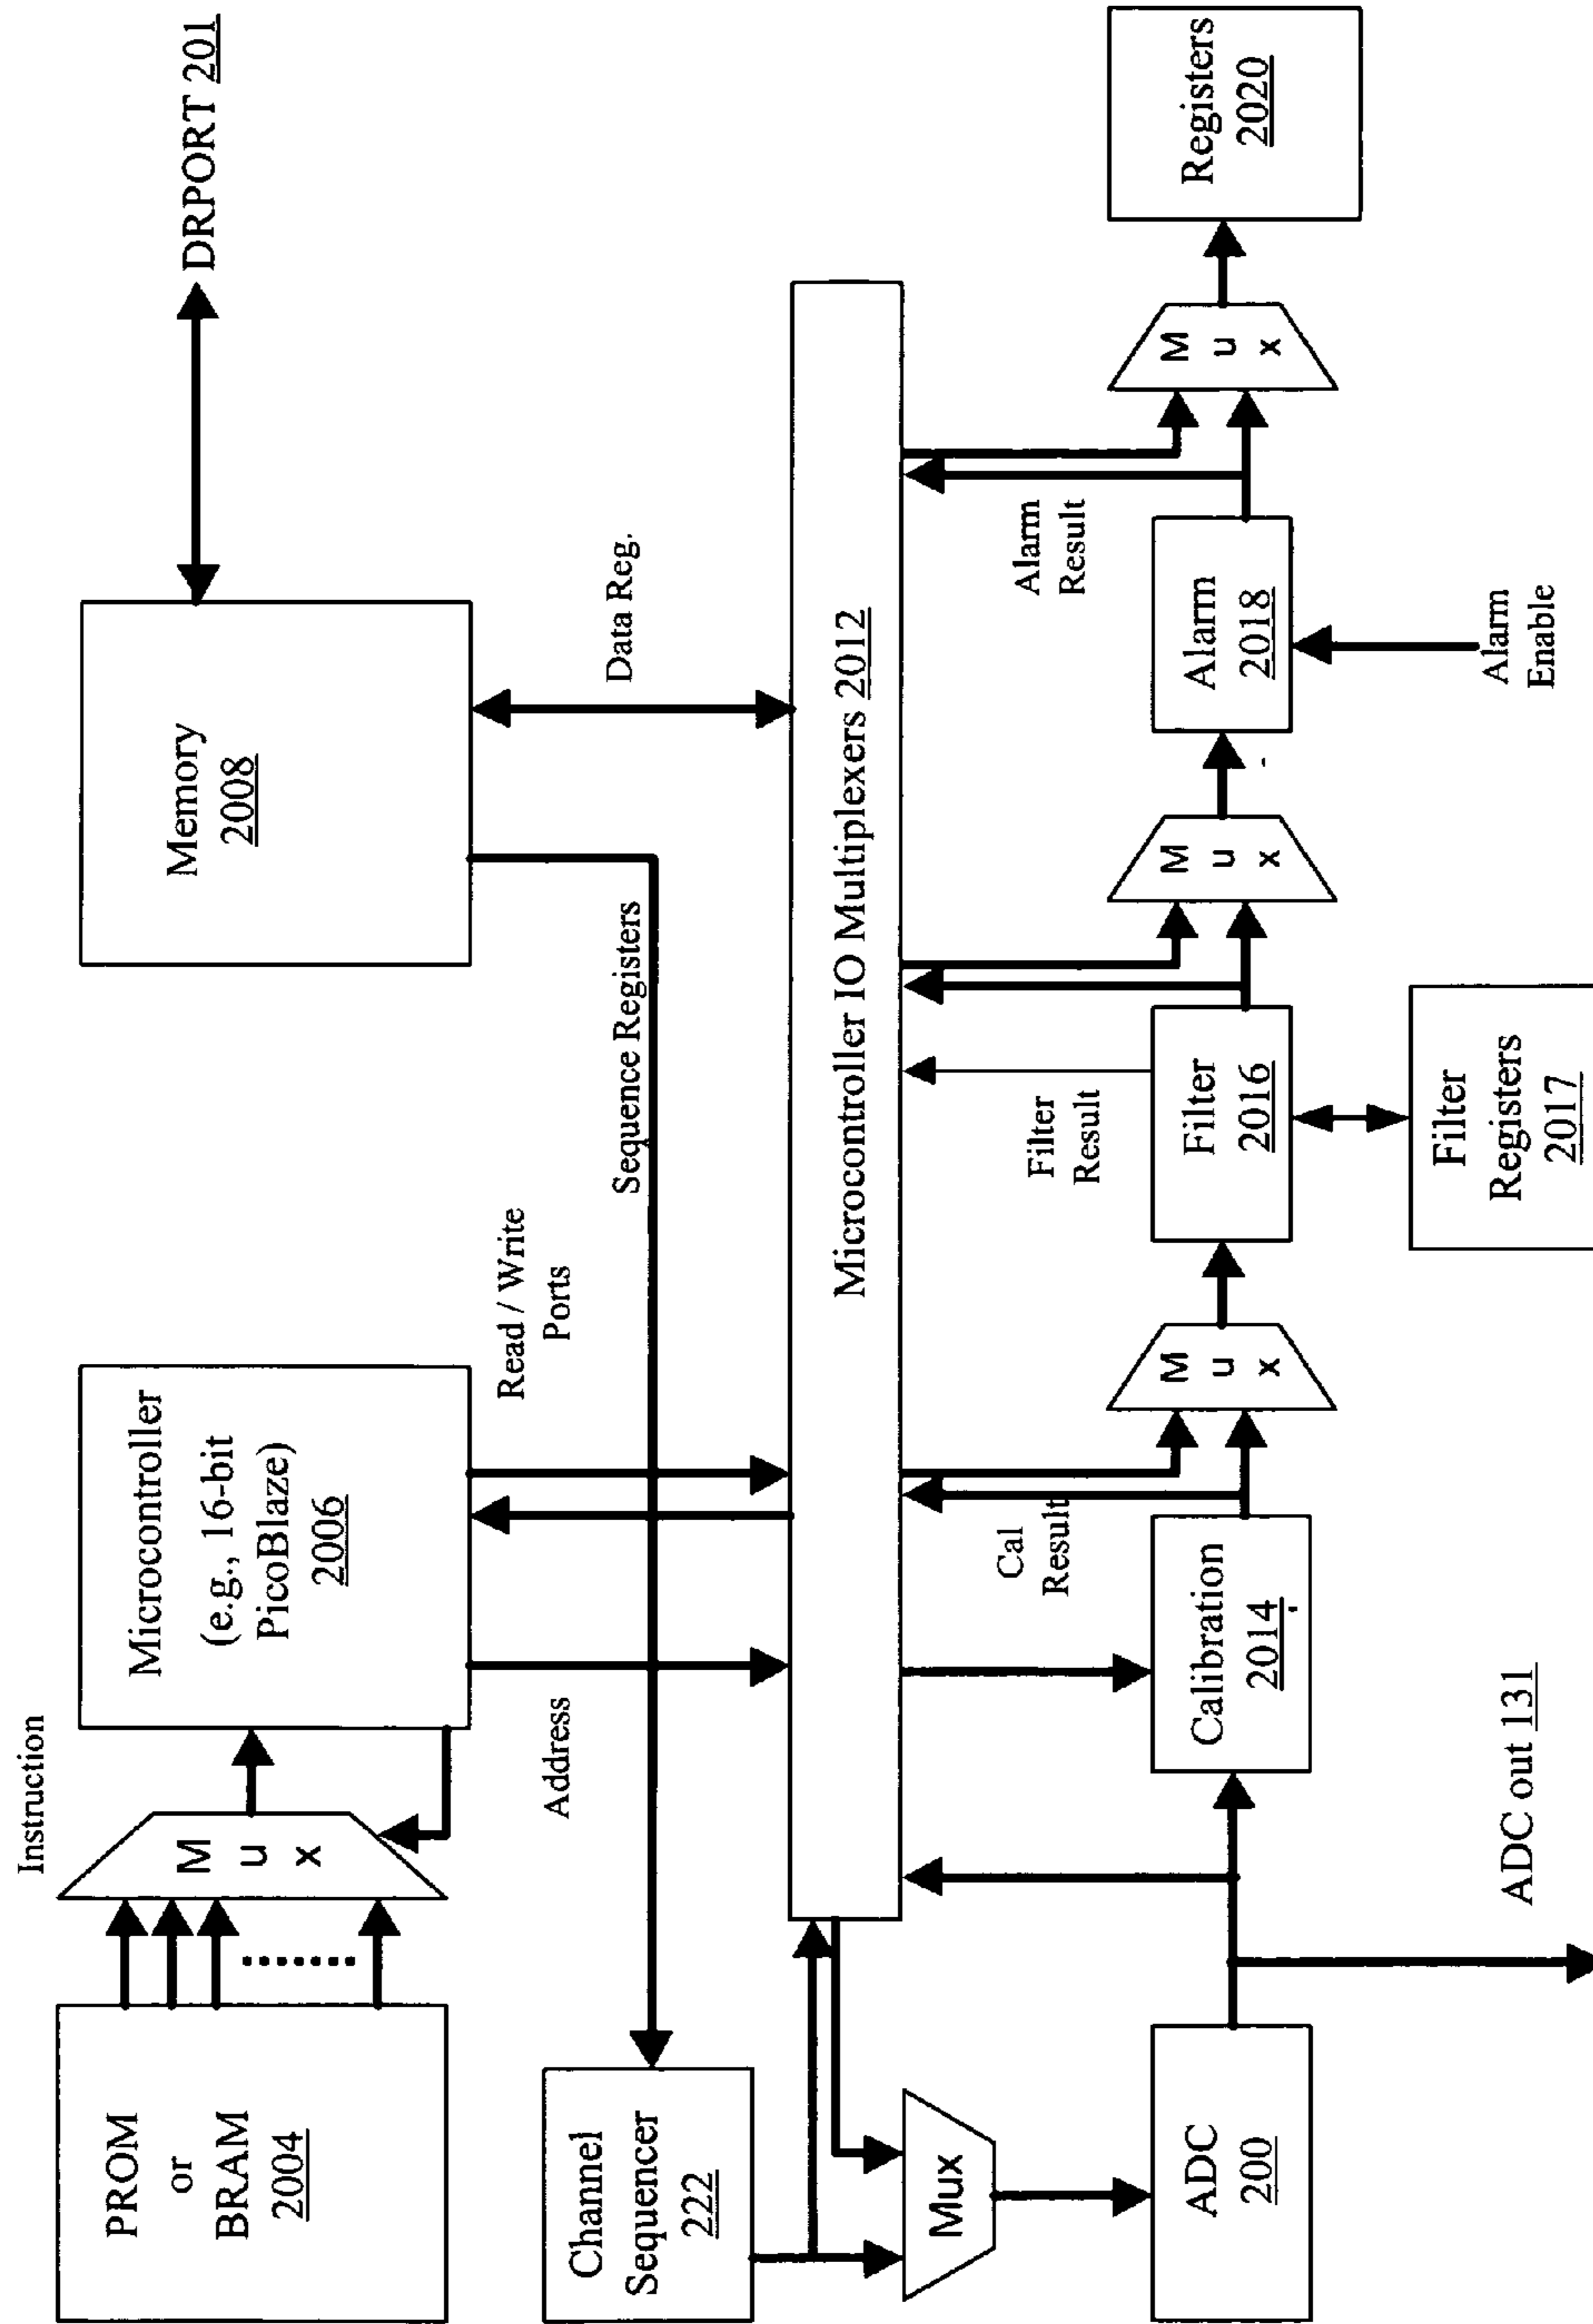 Instruction
PROM
or
BRAM
2004
M
u
x
Microcontroller
(e.g., 16-bit
PicoBlaze)
2006
Memory
2008
DRPORT 201
Channel
Sequencer
222
Address
Read / Write
Ports
Sequence Registers
Data Reg.
Microcontroller IO Multiplexers 2012
Mux
Cal
Result
Filter
Result
Alarm
Result
ADC
200
Calibration
2014
M
u
x
Filter
2016
M
u
x
Alarm
2018
M
u
x
Registers
2020
ADC out 131
Filter
Registers
2017
Alarm
Enable